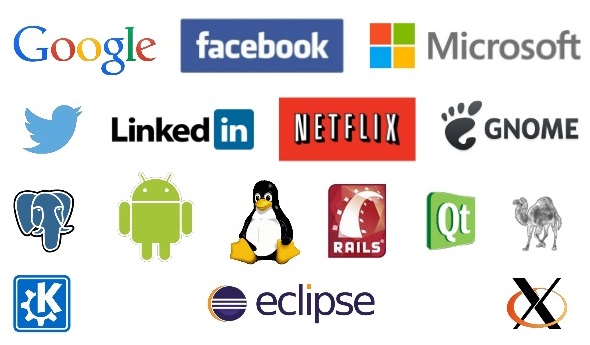 Google
facebook
Microsoft
Linked in
NETFLIX
GNOME
RAILS
Qt
K
eclipse
X